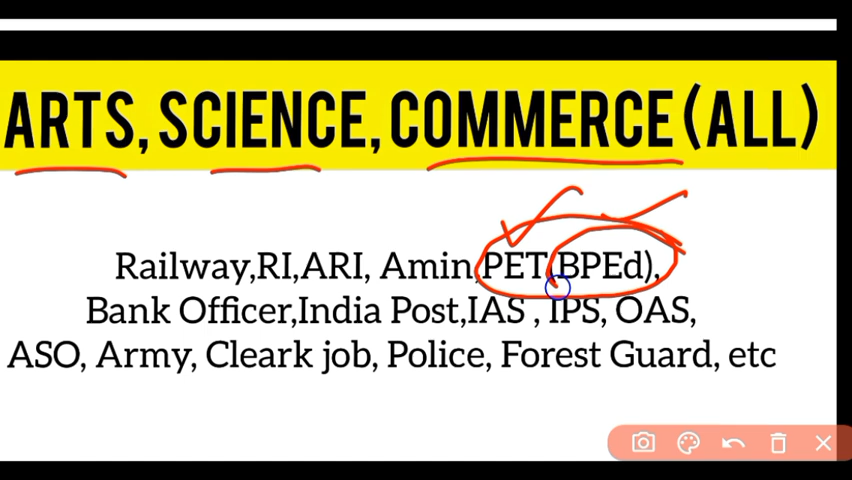 ARTS, SCIENCE, COMMERCE (ALL)
Railway,RI,ARI, Amin,PET,BPEd),
Bank Officer,India Post,IAS , IPS, OAS,
ASO, Army, Cleark job, Police, Forest Guard, etc